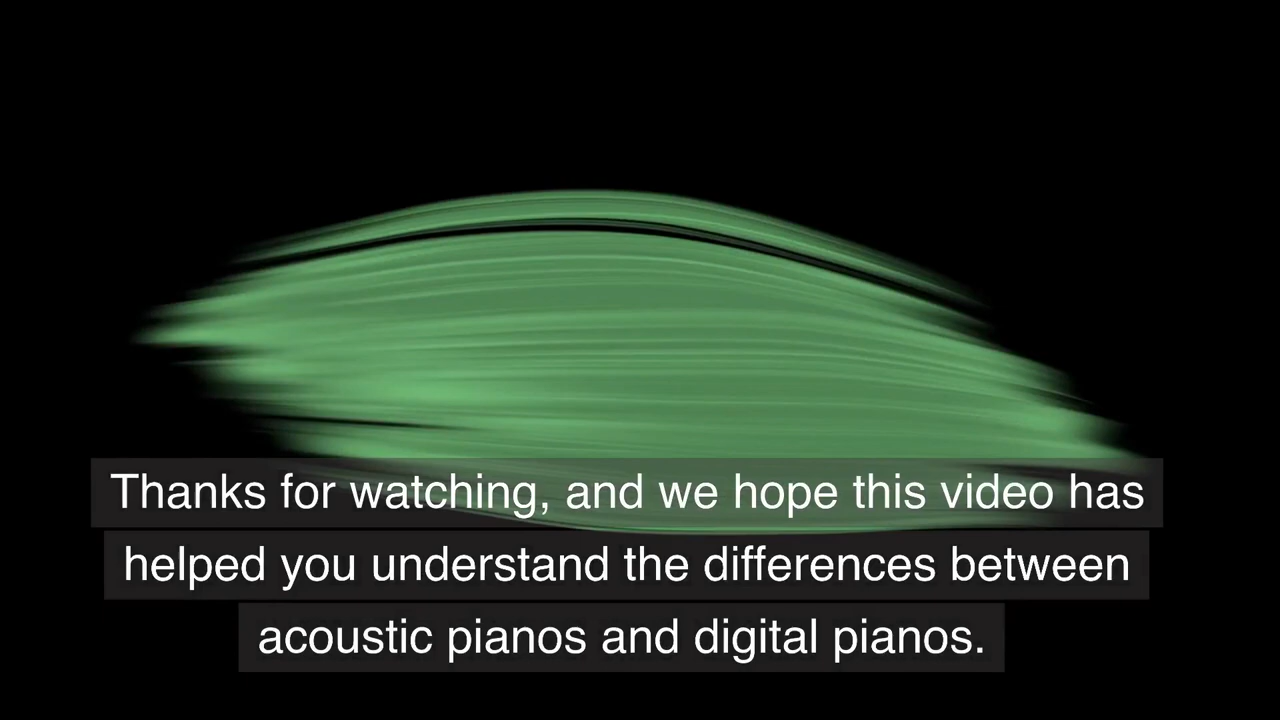 Thanks for watching, and we hope this video has
helped you understand the differences between
acoustic pianos and digital pianos.